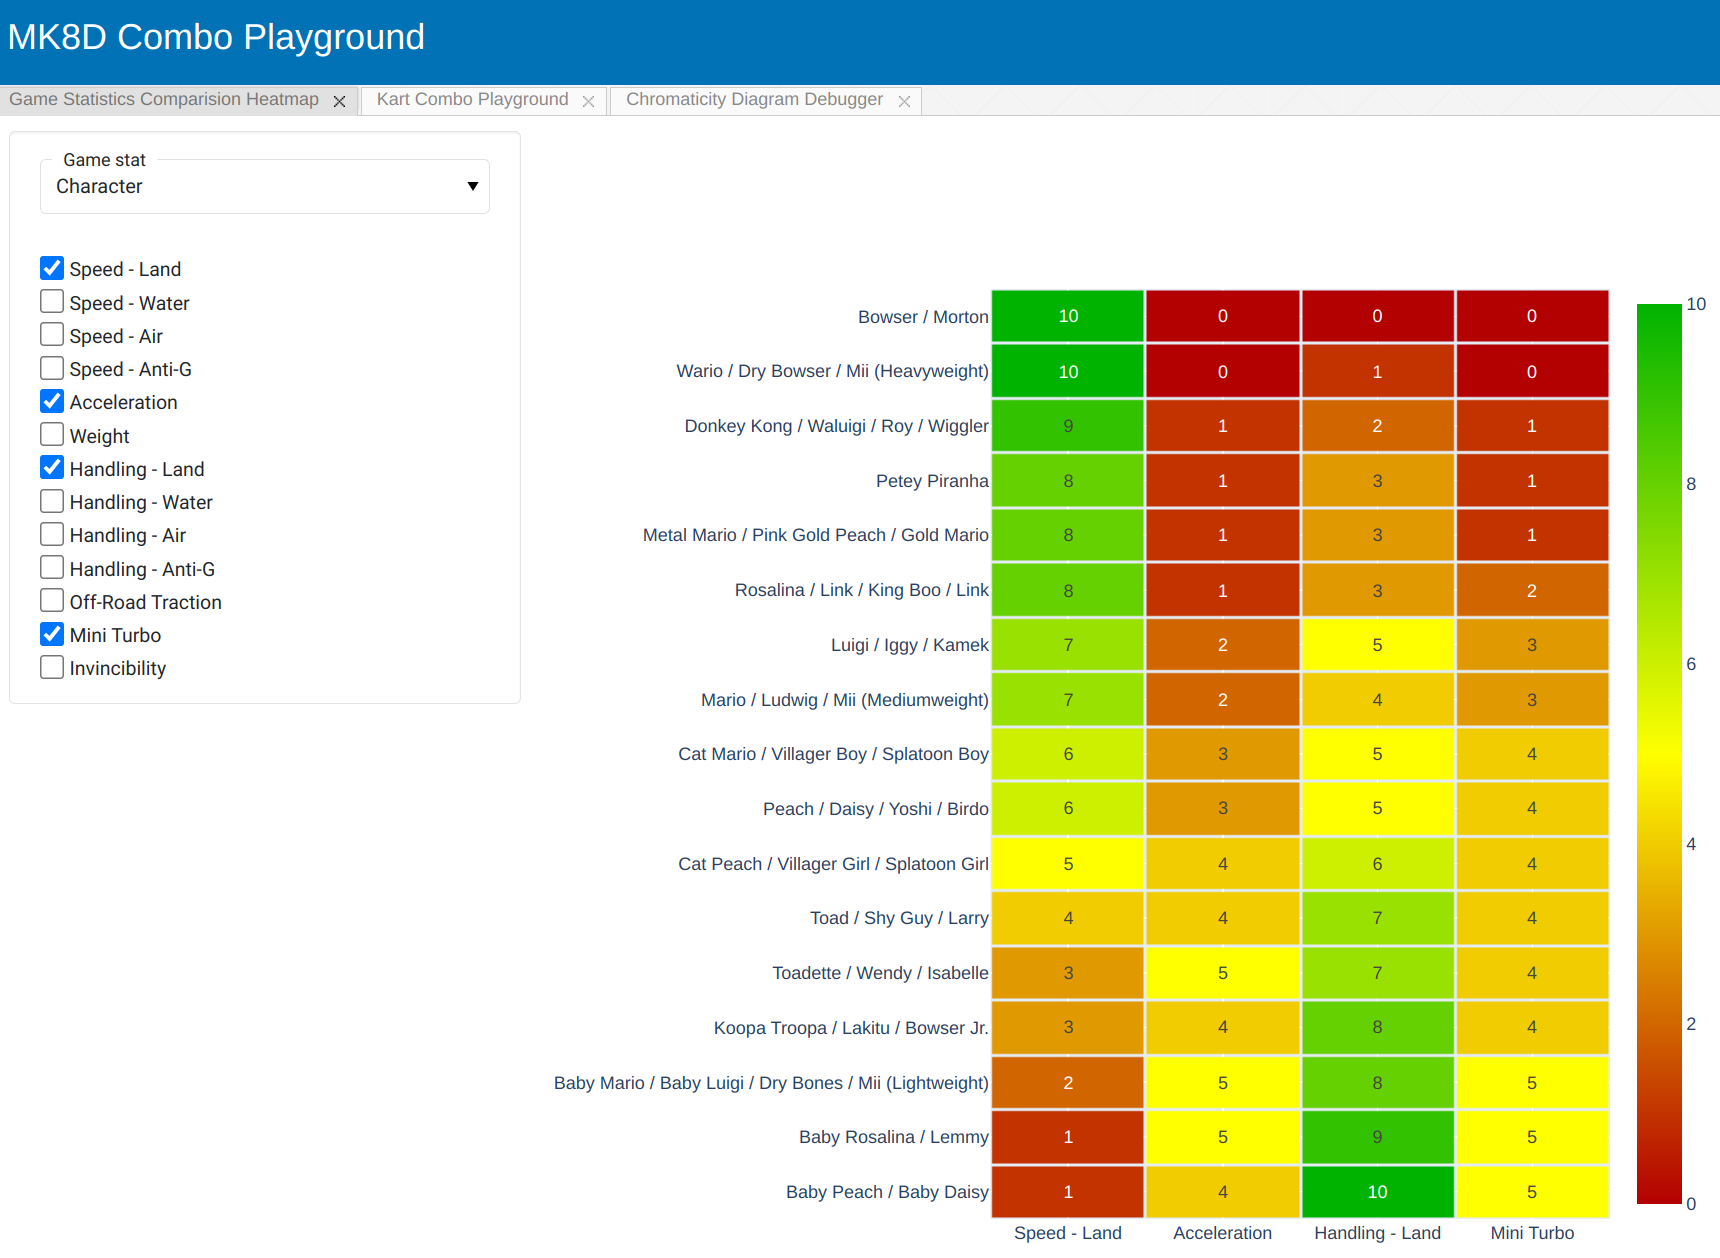 MK8D Combo Playground
Game Statistics Comparision Heatmap
Kart Combo Playground
Chromaticity Diagram Debugger
Game stat
Character
Speed - Land
Speed - Water
Speed - Air
Speed - Anti-G
Acceleration
Weight
Handling - Land
Handling - Water
Handling - Air
Handling - Anti-G
Off-Road Traction
Mini Turbo
Invincibility
Bowser / Morton 10 0 0 0
Wario / Dry Bowser / Mii (Heavyweight) 10 0 1 0
Donkey Kong / Waluigi / Roy / Wiggler 9 1 2 1
Petey Piranha 8 1 3 1
Metal Mario / Pink Gold Peach / Gold Mario 8 1 3 1
Rosalina / Link / King Boo / Link 8 1 3 2
Luigi / Iggy / Kamek 7 2 5 3
Mario / Ludwig / Mii (Mediumweight) 7 2 4 3
Cat Mario / Villager Boy / Splatoon Boy 6 3 5 4
Peach / Daisy / Yoshi / Birdo 6 3 5 4
Cat Peach / Villager Girl / Splatoon Girl 5 4 6 4
Toad / Shy Guy / Larry 4 4 7 4
Toadette / Wendy / Isabelle 3 5 7 4
Koopa Troopa / Lakitu / Bowser Jr. 3 4 8 4
Baby Mario / Baby Luigi / Dry Bones / Mii (Lightweight) 2 5 8 5
Baby Rosalina / Lemmy 1 5 9 5
Baby Peach / Baby Daisy 1 4 10 5
Speed - Land Acceleration Handling - Land Mini Turbo
10
8
6
4
2
0